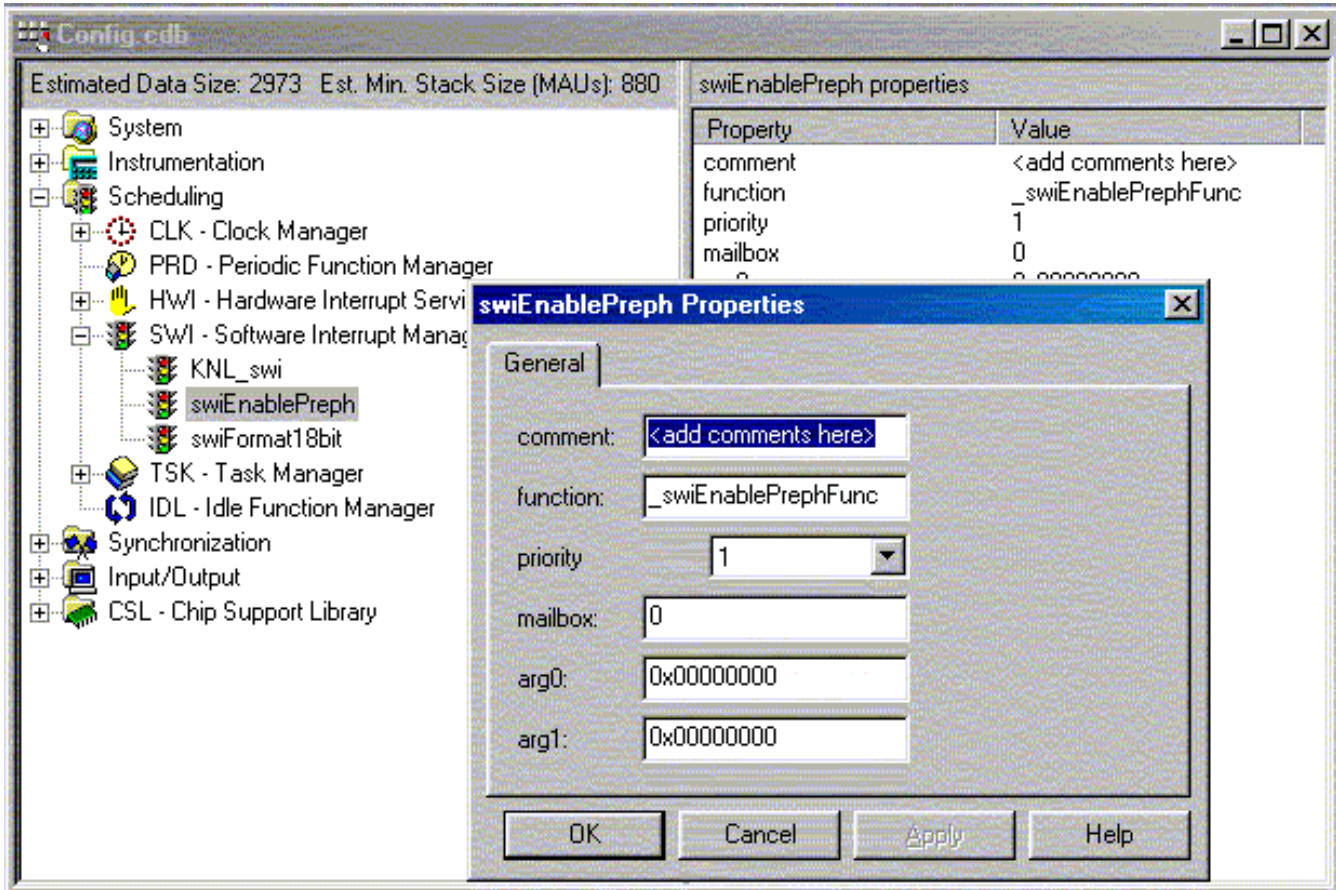 Config.cdb
Estimated Data Size: 2973 Est. Min. Stack Size (MAUs): 880
System
Instrumentation
Scheduling
CLK - Clock Manager
PRD - Periodic Function Manager
HWI - Hardware Interrupt Servi
SWI - Software Interrupt Manag
KNL_swi
swiEnablePreph
swiFormat18bit
TSK - Task Manager
IDL - Idle Function Manager
Synchronization
Input/Output
CSL - Chip Support Library
swiEnablePreph properties
Property Value
comment <add comments here>
function _swiEnablePrephFunc
priority 1
mailbox 0
swiEnablePreph Properties
General
comment: <add comments here>
function: _swiEnablePrephFunc
priority 1
mailbox: 0
arg0: 0x00000000
arg1: 0x00000000
OK Cancel Apply Help